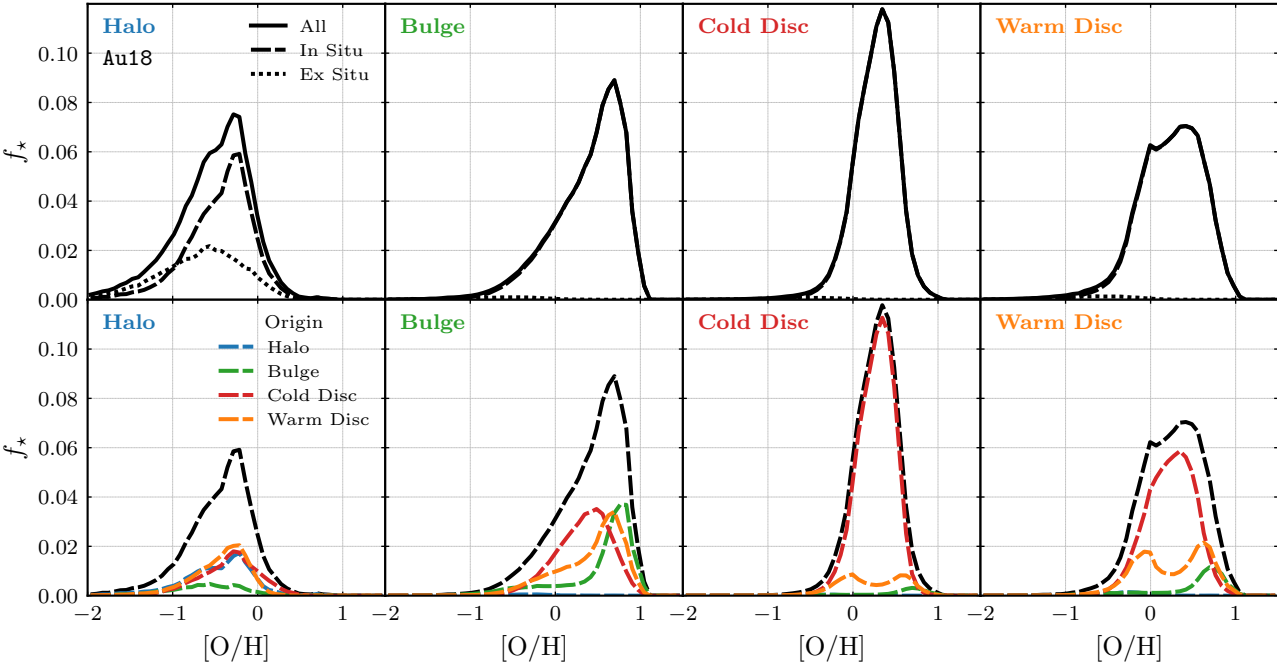 Halo
Au18
All
In Situ
Ex Situ
Bulge
Cold Disc
Warm Disc
0.10
0.08
0.06
0.04
0.02
0.00
f⋆
Halo
Origin
Halo
Bulge
Cold Disc
Warm Disc
Bulge
Cold Disc
Warm Disc
0.10
0.08
0.06
0.04
0.02
0.00
f⋆
−2 −1 0 1 −2 −1 0 1 −2 −1 0 1 −2 −1 0 1
[O/H] [O/H] [O/H] [O/H]